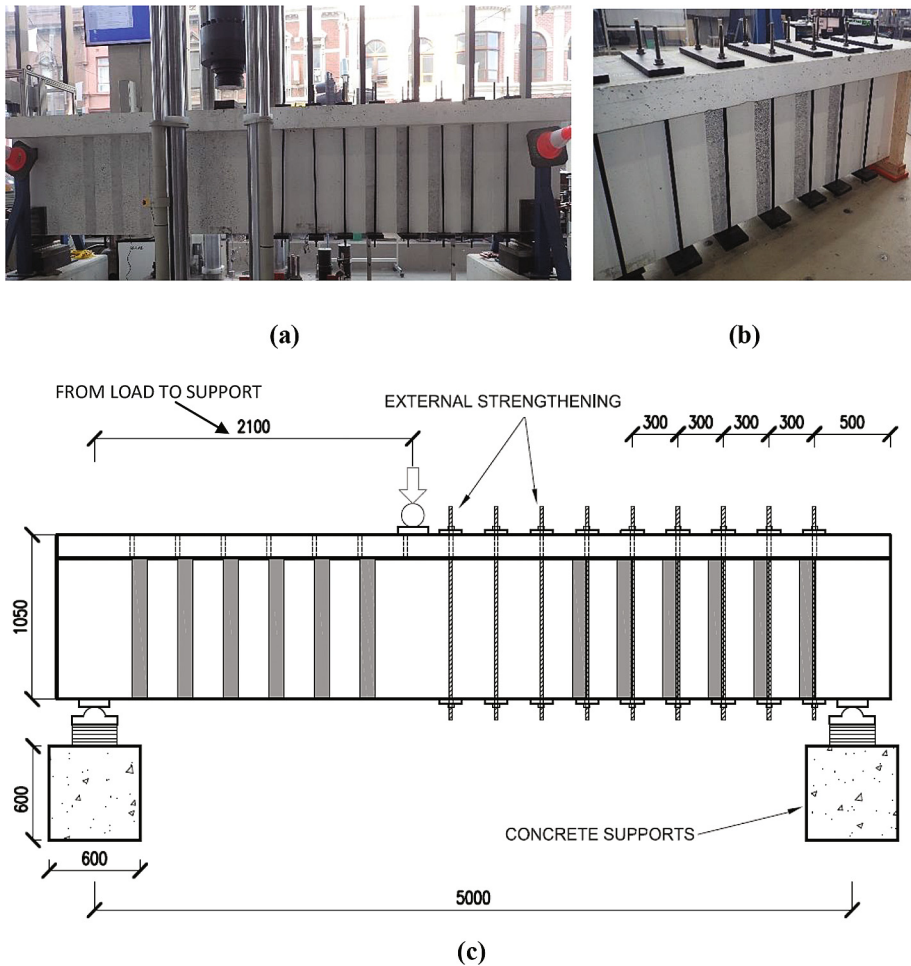 (a)
(b)
FROM LOAD TO SUPPORT
2100
EXTERNAL STRENGTHENING
300 300 300 300 500
1050
600
600
CONCRETE SUPPORTS
5000
(c)